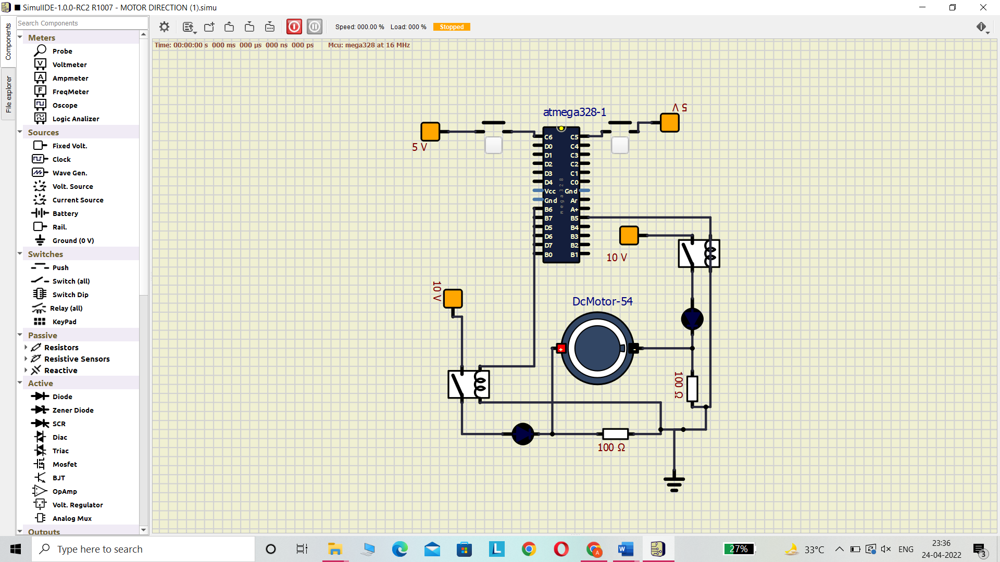 SimulIDE-1.0.0-RC2 R1007 - MOTOR DIRECTION (1).simu
Components
File explorer
Search Components
Meters
Probe
Voltmeter
Ampmeter
FreqMeter
Oscope
Logic Analizer
Sources
Fixed Volt.
Clock
Wave Gen.
Volt. Source
Current Source
Battery
Rail.
Ground (0 V)
Switches
Push
Switch (all)
Switch Dip
Relay (all)
KeyPad
Passive
Resistors
Resistive Sensors
Reactive
Active
Diode
Zener Diode
SCR
Diac
Triac
Mosfet
BJT
OpAmp
Volt. Regulator
Analog Mux
Outputs
Speed: 000.00 % Load: 000 % Stopped
Time: 00:00:00 s 000 ms 000 µs 000 ns 000 ps Mcu: mega328 at 16 MHz
atmega328-1
5 V
5 V
C6 C5
D0 C4
D1 C3
D2 C2
D3 C1
D4 C0
Vcc Gnd
Gnd Ar
B6 A+
B7 B5
D5 B4
D6 B3
D7 B2
B0 B1
mega328
10 V
10 V
DcMotor-54
+
-
100 Ω
100 Ω
Type here to search
27%
33°C
ENG
23:36
24-04-2022
3